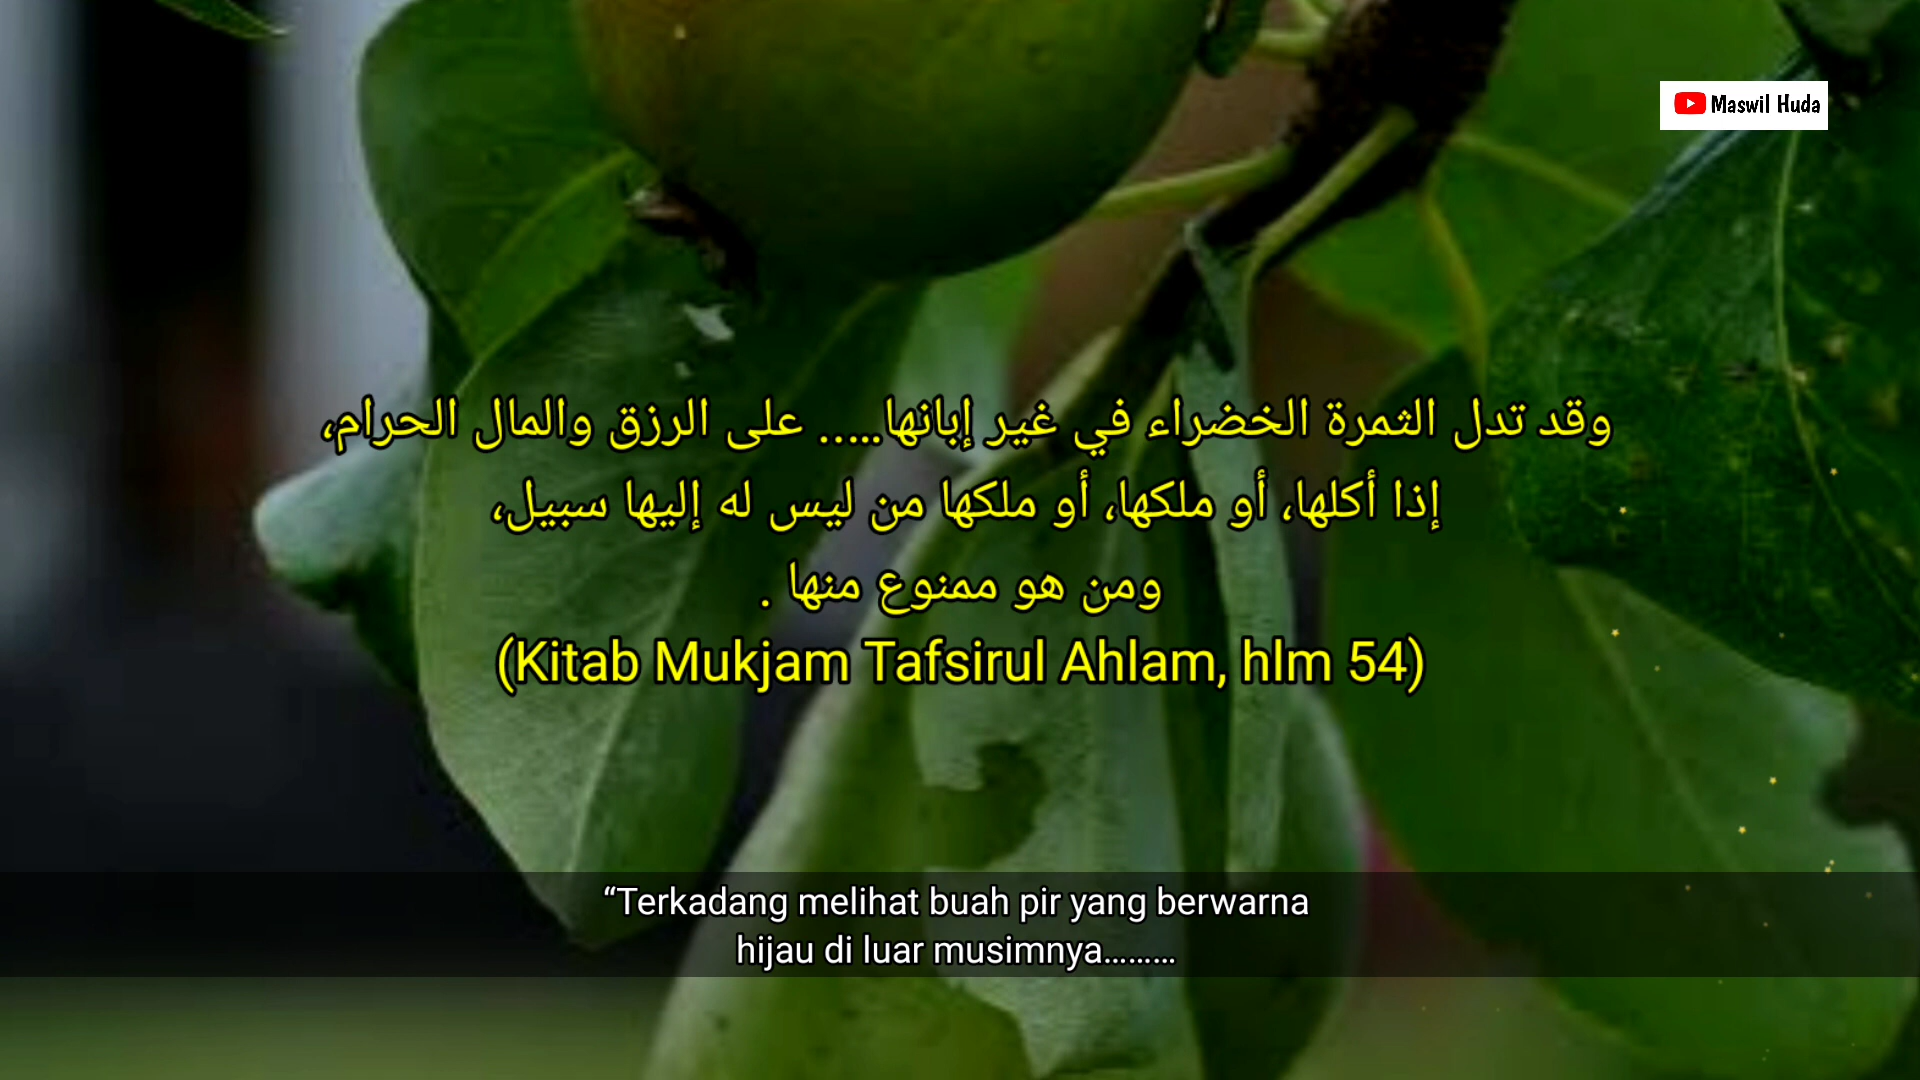 Maswil Huda
وقد تدل الثمرة الخضراء في غير إبانها..... على الرزق والمال الحرام،
إذا أكلها، أو ملكها، أو ملكها من ليس له إليها سبيل،
ومن هو ممنوع منها .
(Kitab Mukjam Tafsirul Ahlam, hlm 54)
“Terkadang melihat buah pir yang berwarna
hijau di luar musimnya.........